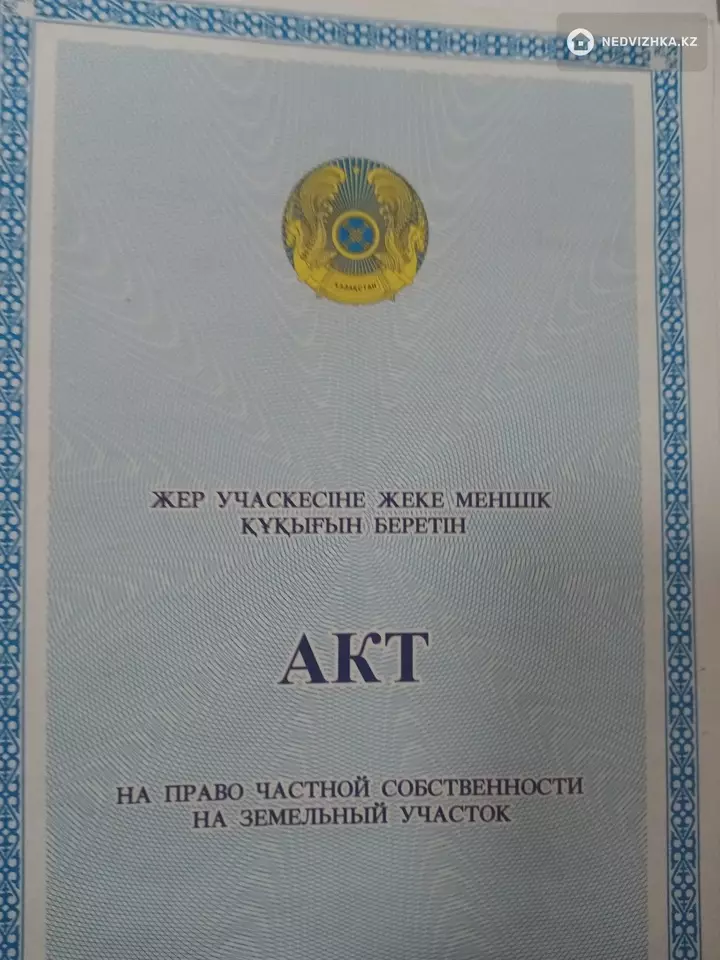 NEDVIZHKA.KZ
ҚАЗАҚСТАН
ЖЕР УЧАСКЕСІНЕ ЖЕКЕ МЕНШІК
ҚҰҚЫҒЫН БЕРЕТІН
АКТ
НА ПРАВО ЧАСТНОЙ СОБСТВЕННОСТИ
НА ЗЕМЕЛЬНЫЙ УЧАСТОК